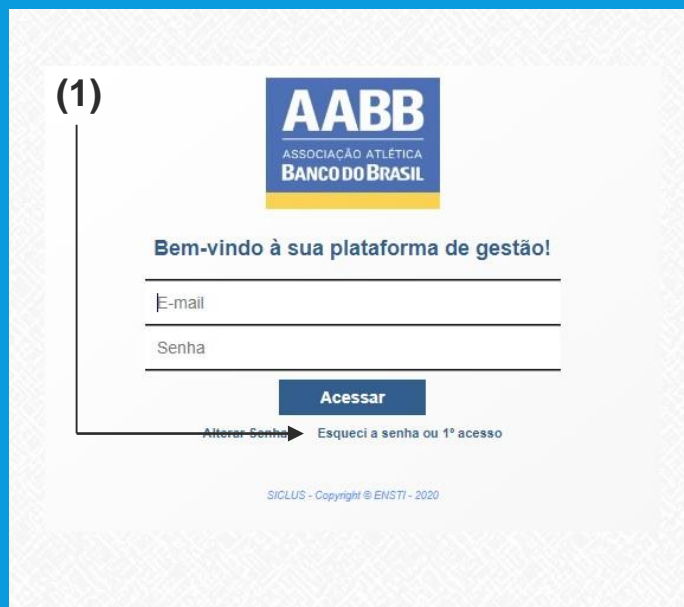 (1)
AABB
ASSOCIAÇÃO ATLÉTICA
BANCO DO BRASIL
Bem-vindo à sua plataforma de gestão!
E-mail
Senha
Acessar
Alterar Senha Esqueci a senha ou 1º acesso
SICLUS - Copyright © ENSTI - 2020